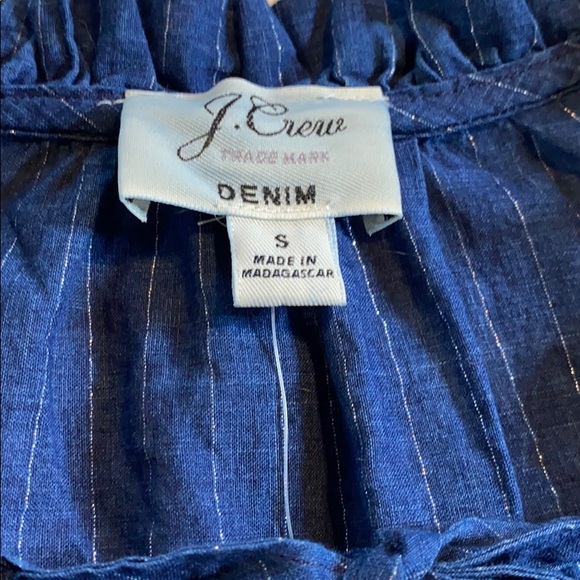 J.Crew
TRADE MARK
DENIM
S
MADE IN
MADAGASCAR